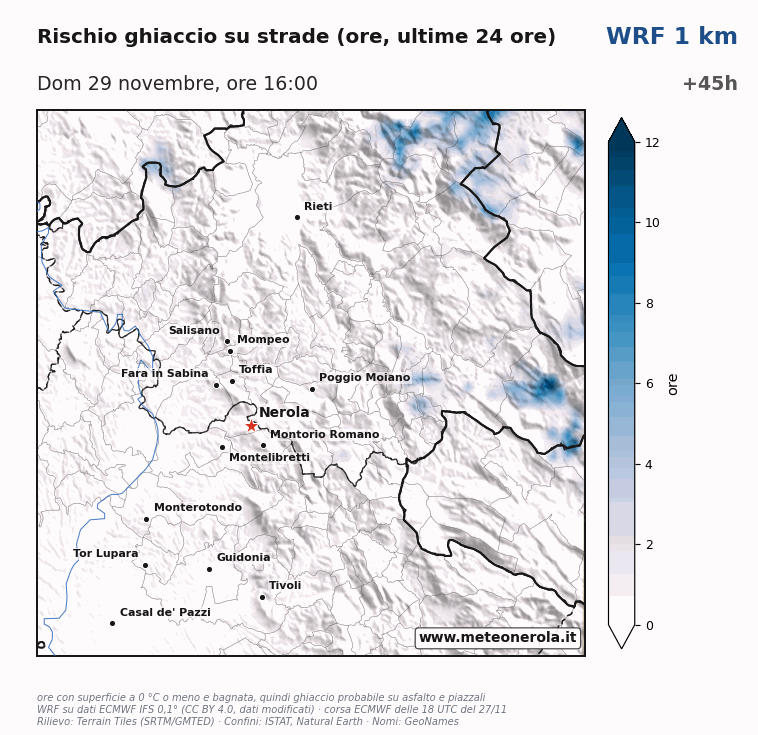 Rischio ghiaccio su strade (ore, ultime 24 ore)
WRF 1 km
Dom 29 novembre, ore 16:00
+45h
12
10
8
6
4
2
0
ore
Rieti
Salisano
Mompeo
Fara in Sabina
Toffia
Poggio Moiano
Nerola
Montorio Romano
Montelibretti
Monterotondo
Tor Lupara
Guidonia
Tivoli
Casal de' Pazzi
www.meteonerola.it
ore con superficie a 0 °C o meno e bagnata, quindi ghiaccio probabile su asfalto e piazzali
WRF su dati ECMWF IFS 0,1° (CC BY 4.0, dati modificati) · corsa ECMWF delle 18 UTC del 27/11
Rilievo: Terrain Tiles (SRTM/GMTED) · Confini: ISTAT, Natural Earth · Nomi: GeoNames